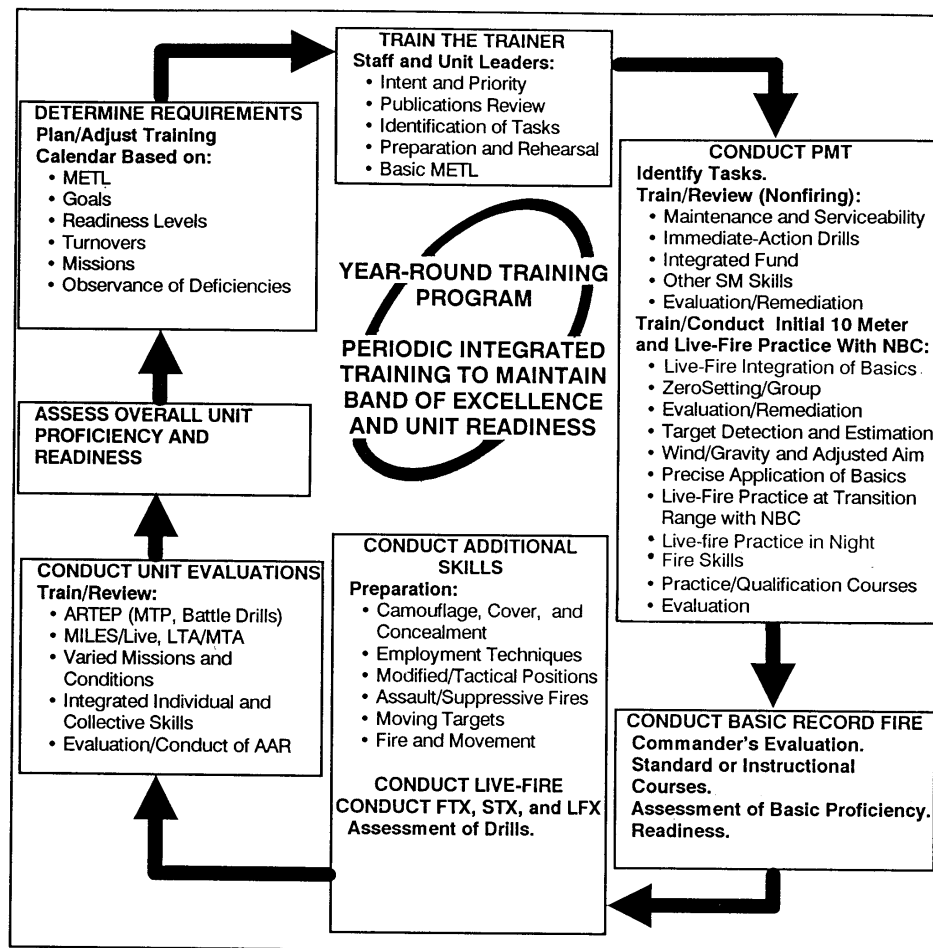 TRAIN THE TRAINER
Staff and Unit Leaders:
• Intent and Priority
• Publications Review
• Identification of Tasks
• Preparation and Rehearsal
• Basic METL
CONDUCT PMT
Identify Tasks.
Train/Review (Nonfiring):
• Maintenance and Serviceability
• Immediate-Action Drills
• Integrated Fund
• Other SM Skills
• Evaluation/Remediation
Train/Conduct Initial 10 Meter
and Live-Fire Practice With NBC:
• Live-Fire Integration of Basics
• ZeroSetting/Group
• Evaluation/Remediation
• Target Detection and Estimation
• Wind/Gravity and Adjusted Aim
• Precise Application of Basics
• Live-Fire Practice at Transition
Range with NBC
• Live-fire Practice in Night
• Fire Skills
• Practice/Qualification Courses
• Evaluation
CONDUCT BASIC RECORD FIRE
Commander's Evaluation.
Standard or Instructional
Courses.
Assessment of Basic Proficiency.
Readiness.
CONDUCT ADDITIONAL
SKILLS
Preparation:
• Camouflage, Cover, and
Concealment
• Employment Techniques
• Modified/Tactical Positions
• Assault/Suppressive Fires
• Moving Targets
• Fire and Movement
CONDUCT LIVE-FIRE
CONDUCT FTX, STX, and LFX
Assessment of Drills.
CONDUCT UNIT EVALUATIONS
Train/Review:
• ARTEP (MTP, Battle Drills)
• MILES/Live, LTA/MTA
• Varied Missions and
Conditions
• Integrated Individual and
Collective Skills
• Evaluation/Conduct of AAR
ASSESS OVERALL UNIT
PROFICIENCY AND
READINESS
DETERMINE REQUIREMENTS
Plan/Adjust Training
Calendar Based on:
• METL
• Goals
• Readiness Levels
• Turnovers
• Missions
• Observance of Deficiencies
YEAR-ROUND TRAINING
PROGRAM
PERIODIC INTEGRATED
TRAINING TO MAINTAIN
BAND OF EXCELLENCE
AND UNIT READINESS